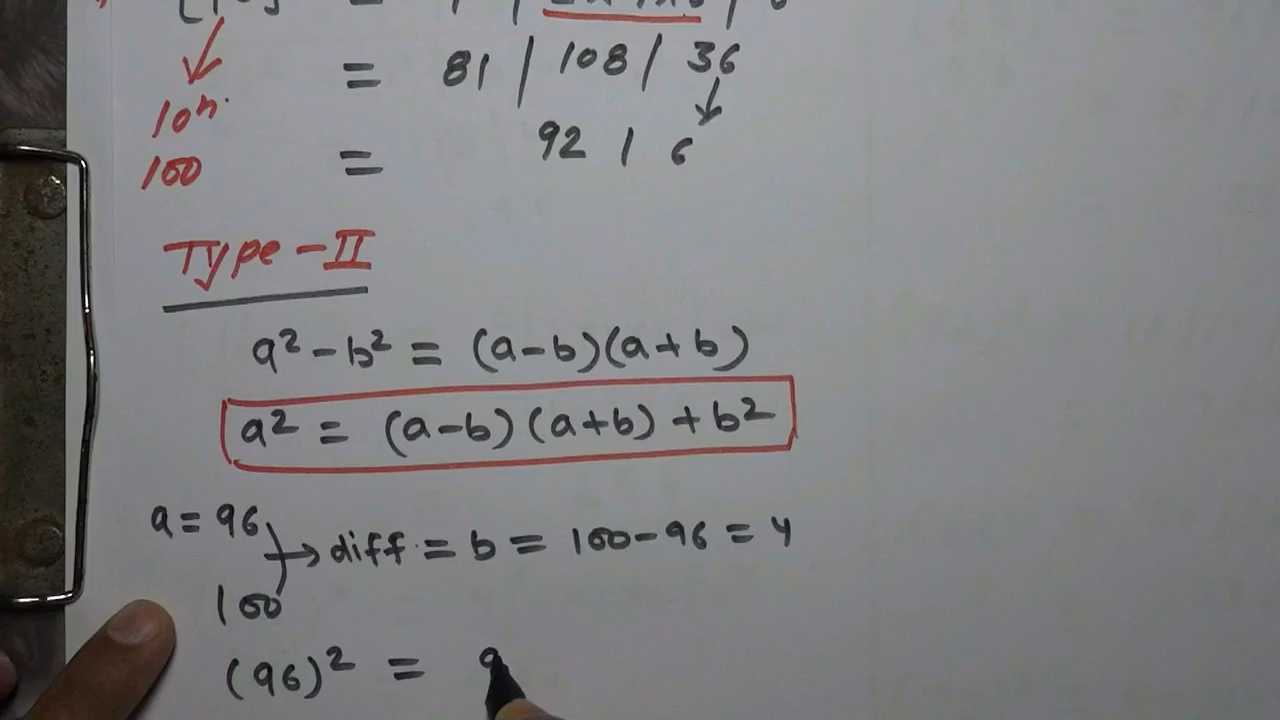 = 81 / 108 / 36
10ⁿ.
100 = 92 | 6
Type-II
a² - b² = (a-b)(a+b)
a² = (a-b)(a+b) + b²
a = 96
diff. = b = 100-96 = 4
100
(96)² = 9